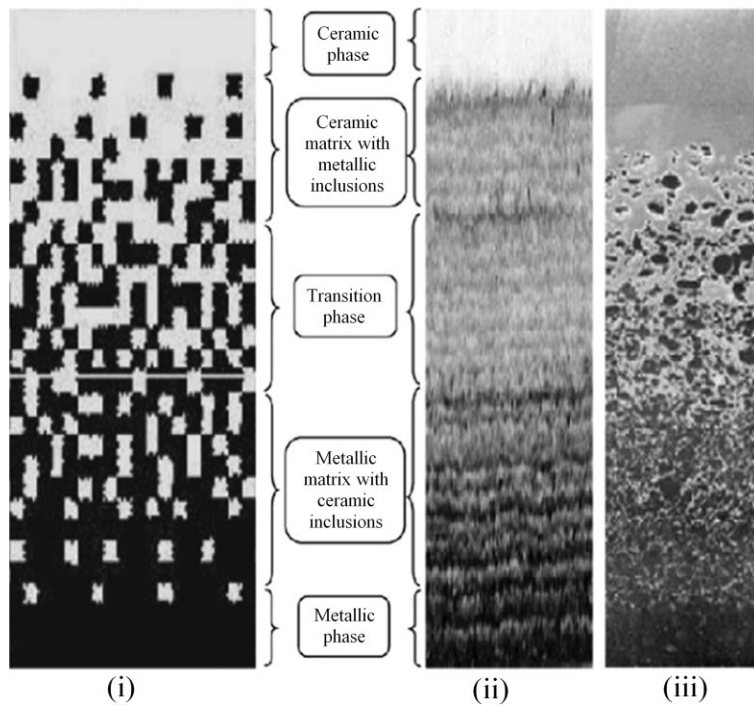 Ceramic
phase
Ceramic
matrix with
metallic
inclusions
Transition
phase
Metallic
matrix with
ceramic
inclusions
Metallic
phase
(i)
(ii)
(iii)